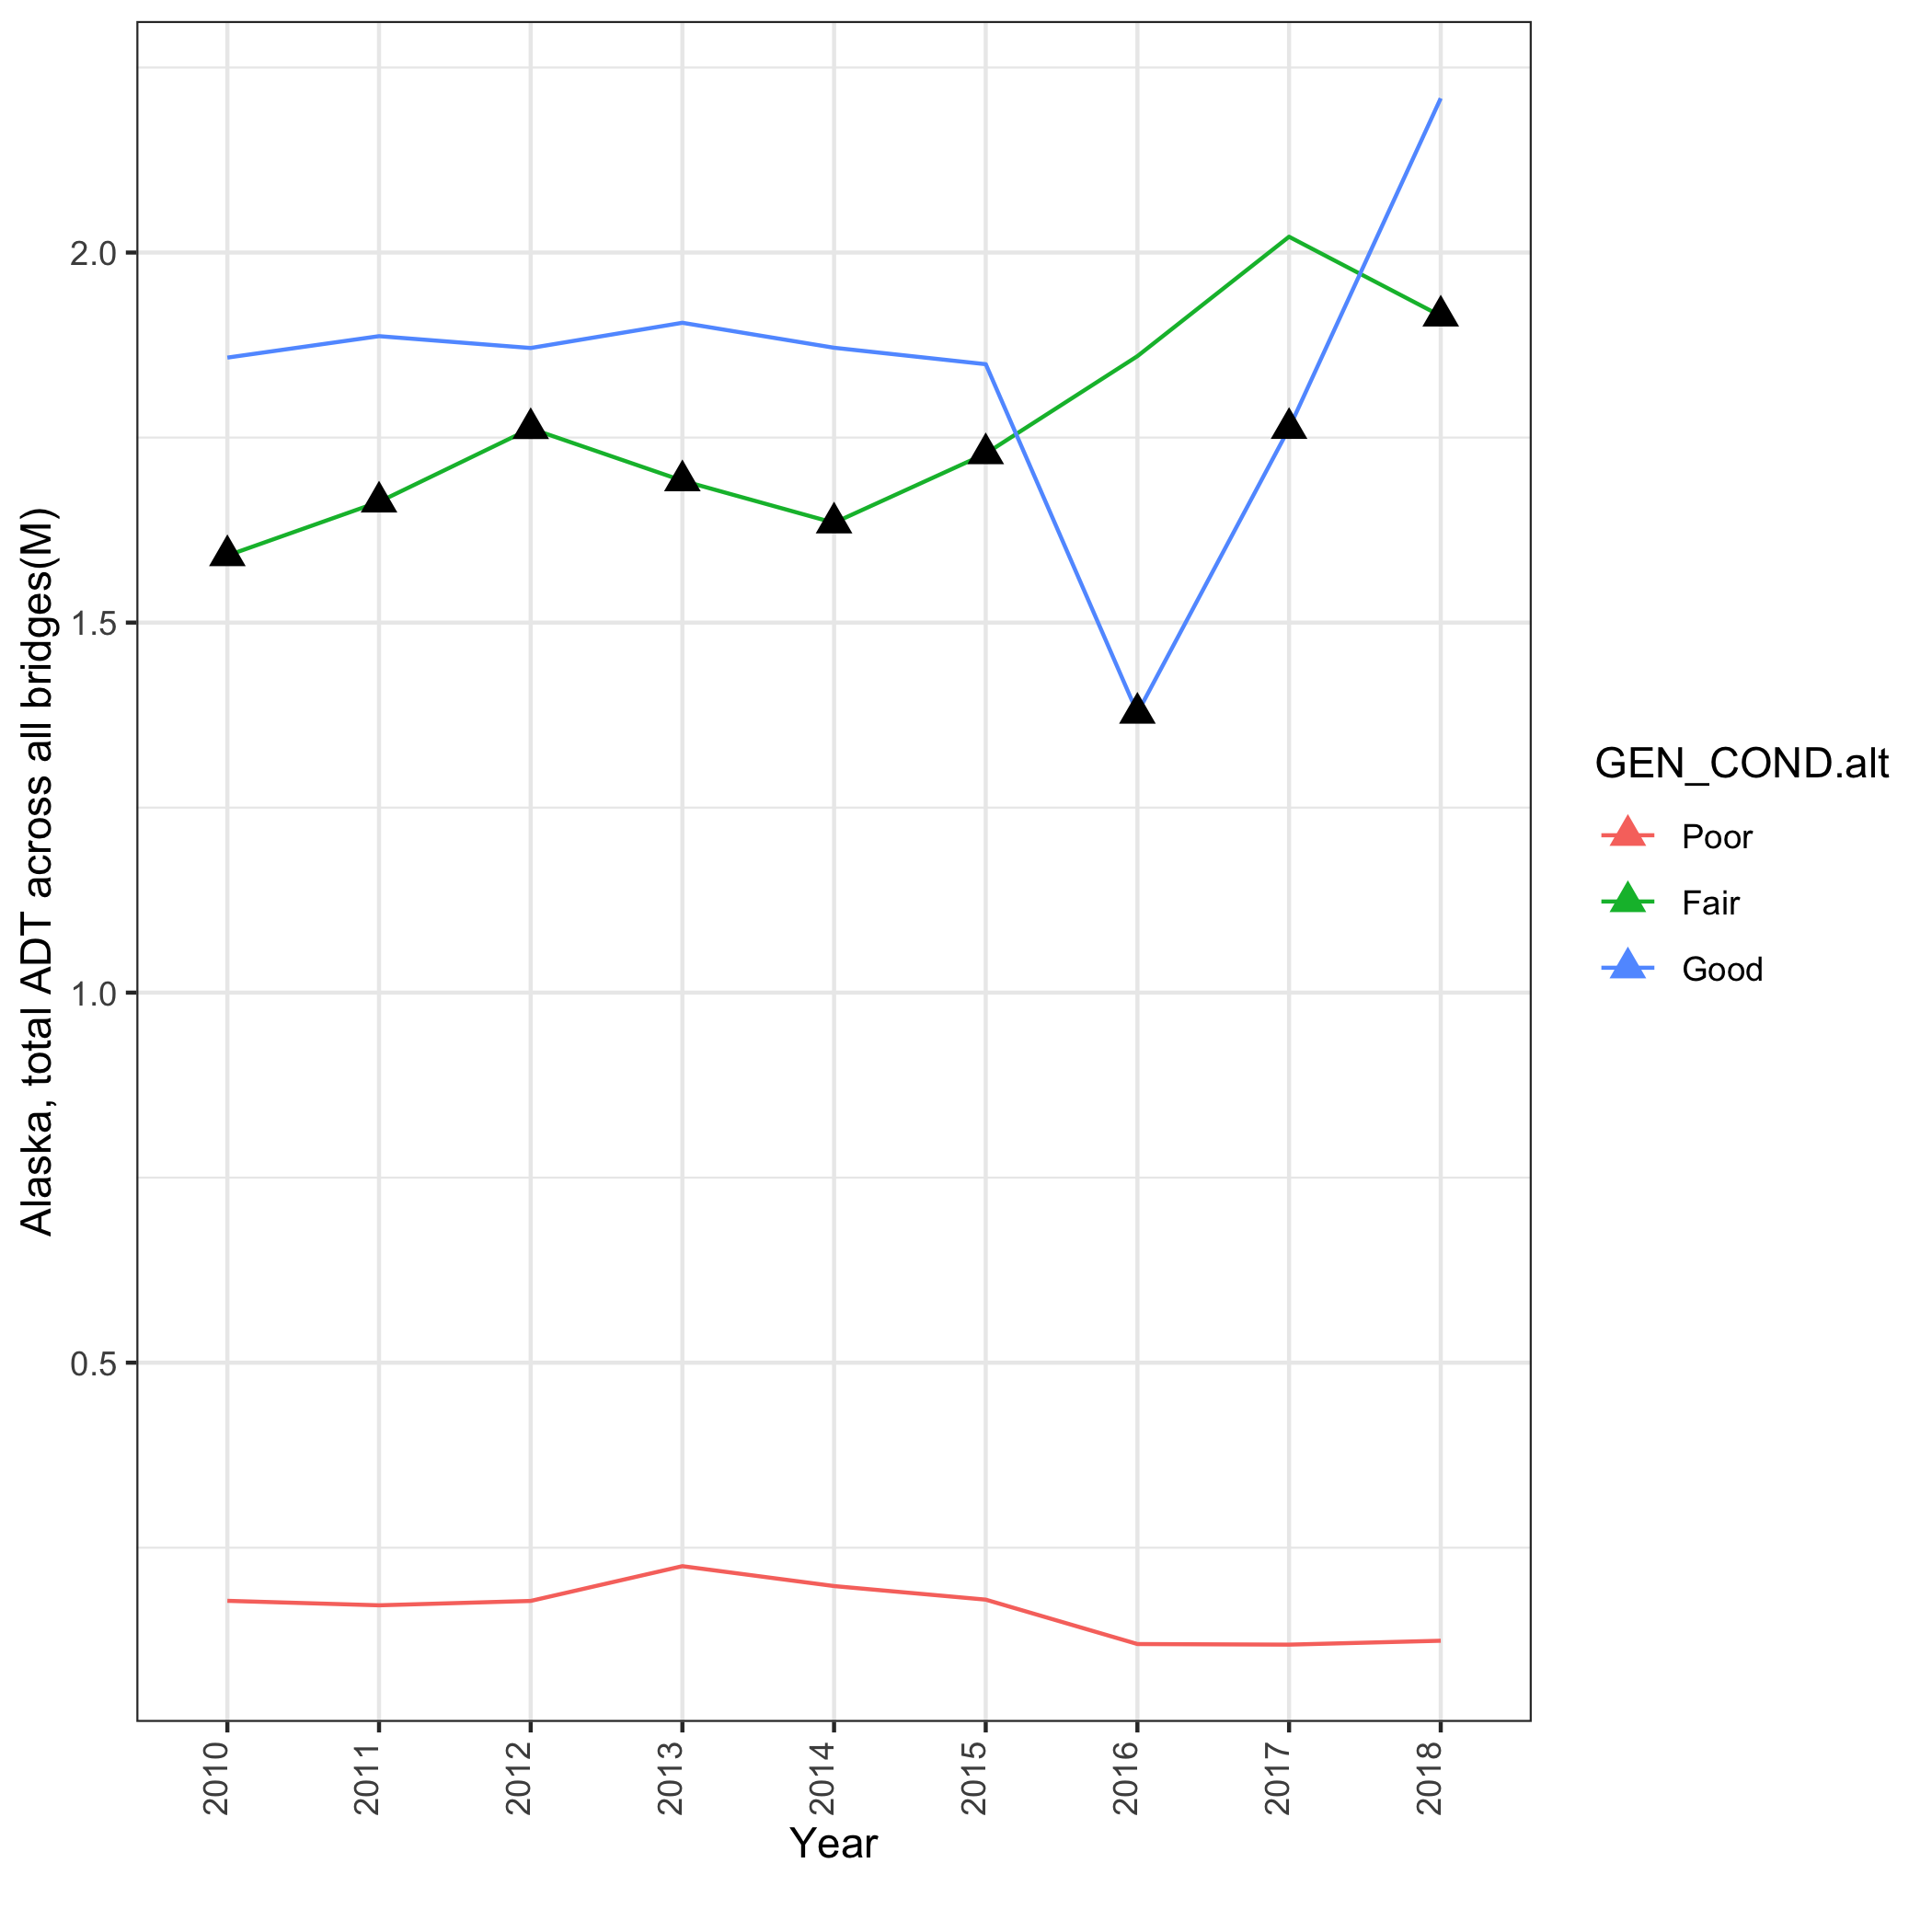 Alaska, total ADT across all bridges(M)
2.0
1.5
1.0
0.5
2010
2011
2012
2013
2014
2015
2016
2017
2018
Year
GEN_COND.alt
Poor
Fair
Good